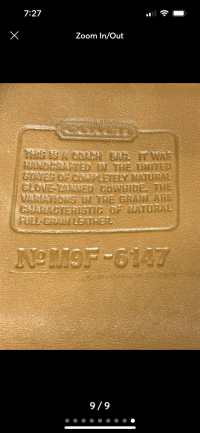 7:27
Zoom In/Out
COACH
THIS IS A COACH BAG. IT WAS
HANDCRAFTED IN THE UNITED
STATES OF COMPLETELY NATURAL
GLOVE-TANNED COWHIDE. THE
VARIATIONS IN THE GRAIN ARE
CHARACTERISTIC OF NATURAL
FULL-GRAIN LEATHER.
No M9F-6147
9/9